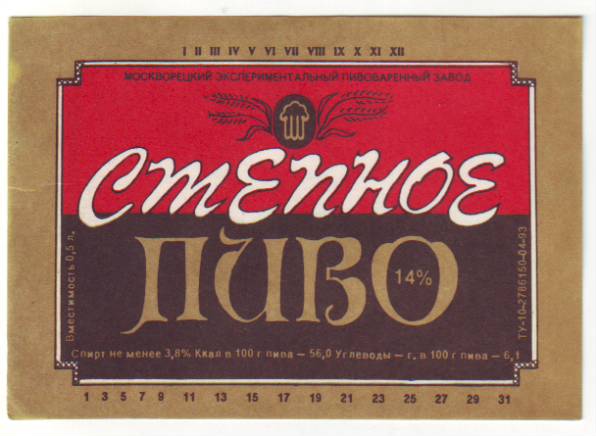 I II III IV V VI VII VIII IX X XI XII
МОСКВОРЕЦКИЙ ЭКСПЕРИМЕНТАЛЬНЫЙ ПИВОВАРЕННЫЙ ЗАВОД
СТЕПНОЕ
ПИВО
14%
Вместимость 0,5 л.
ТУ-10-2786150-04-93
Спирт не менее 3,8% Ккал в 100 г пива — 56,0 Углеводы — г. в 100 г пива — 6,1
1 3 5 7 9 11 13 15 17 19 21 23 25 27 29 31